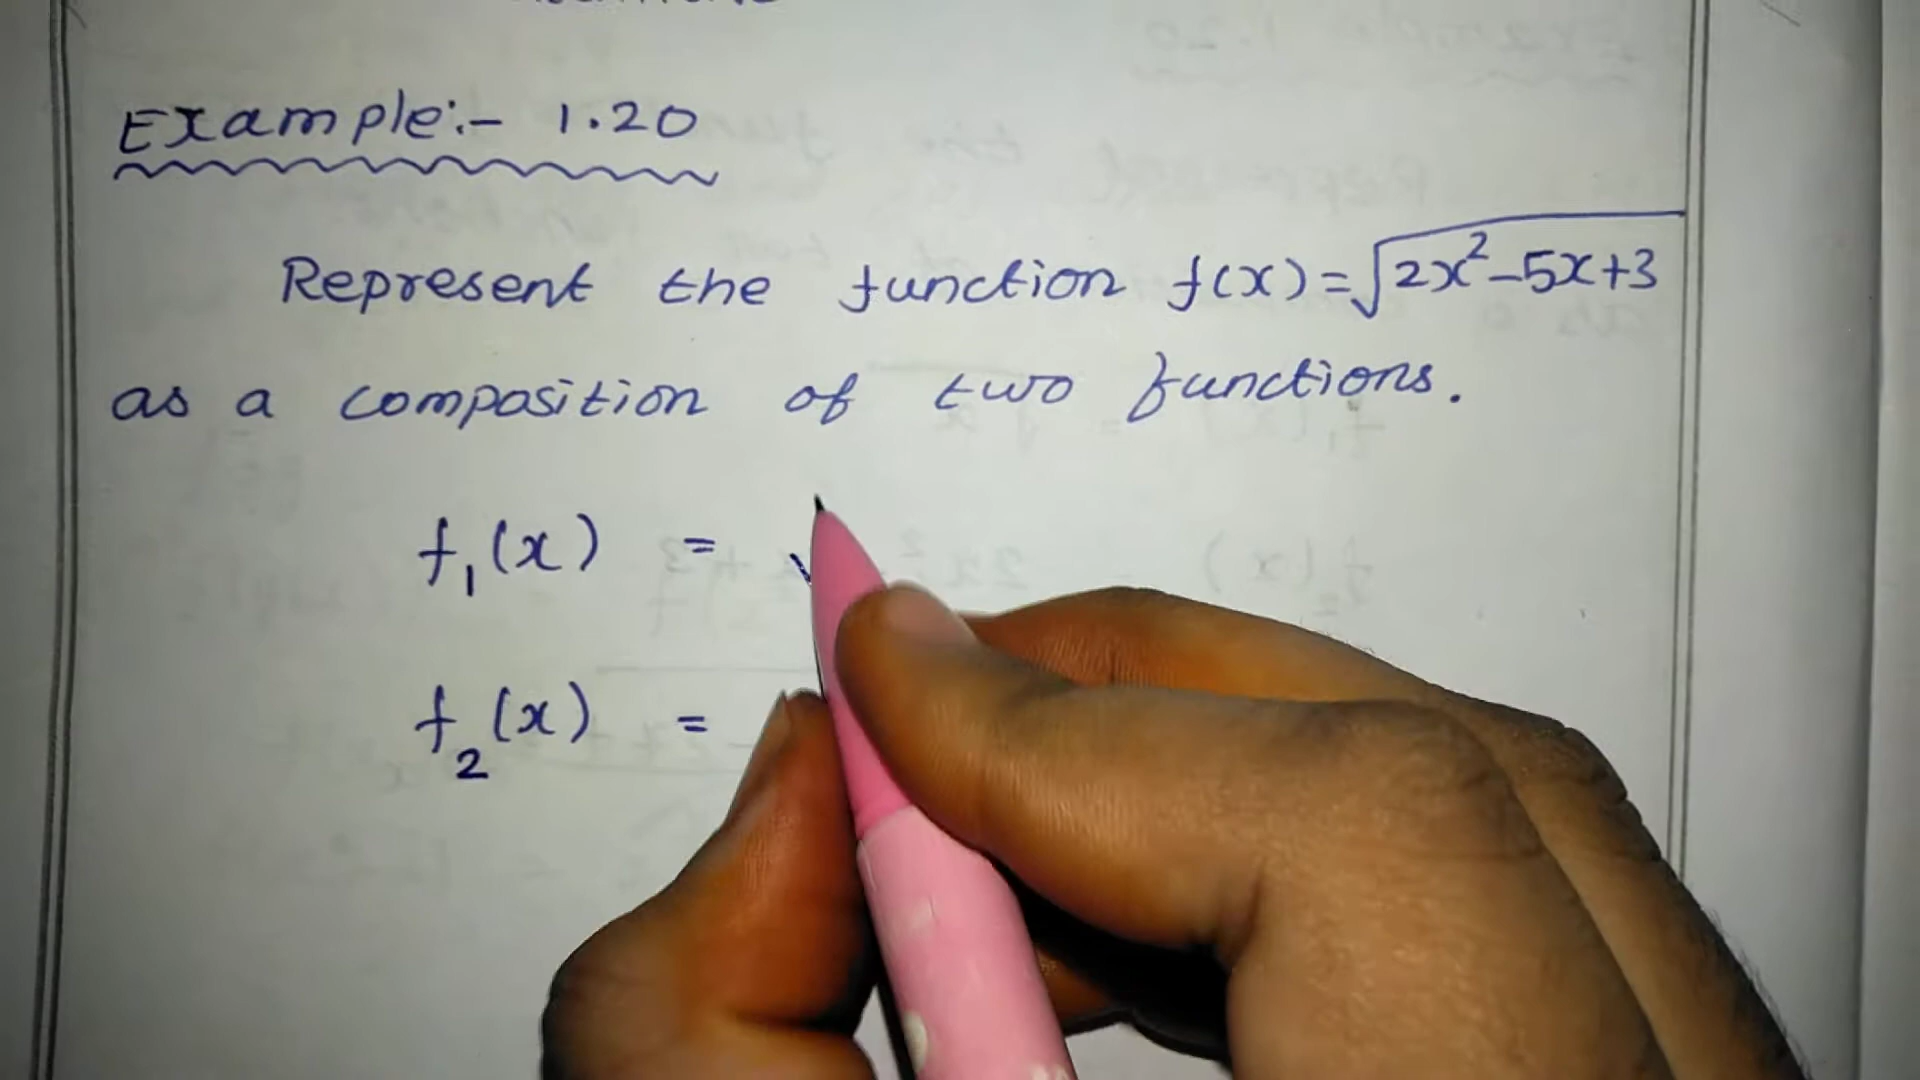 Example:- 1.20
Represent the function f(x)=√2x²-5x+3
as a composition of two functions.
f₁(x) =
f₂(x) =